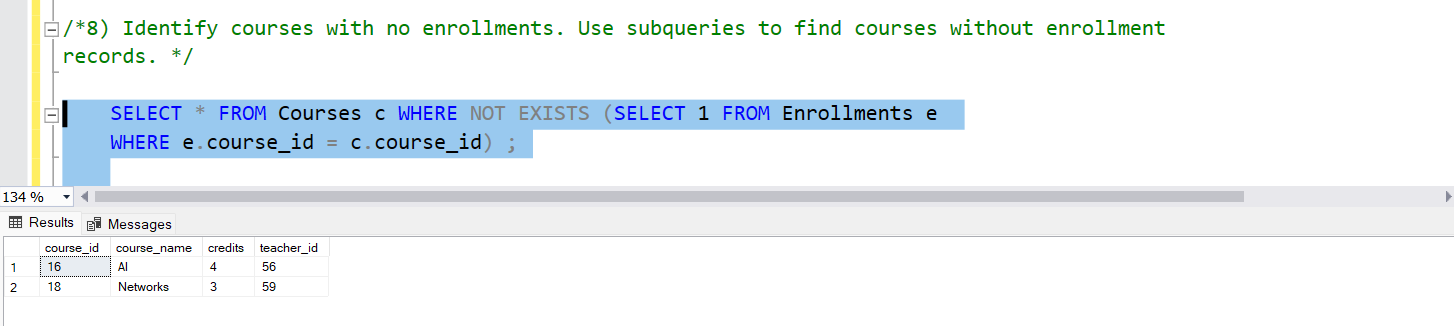 /*8) Identify courses with no enrollments. Use subqueries to find courses without enrollment
records. */
SELECT * FROM Courses c WHERE NOT EXISTS (SELECT 1 FROM Enrollments e
WHERE e.course_id = c.course_id) ;
134 %
Results Messages
course_id course_name credits teacher_id
1 16 AI 4 56
2 18 Networks 3 59